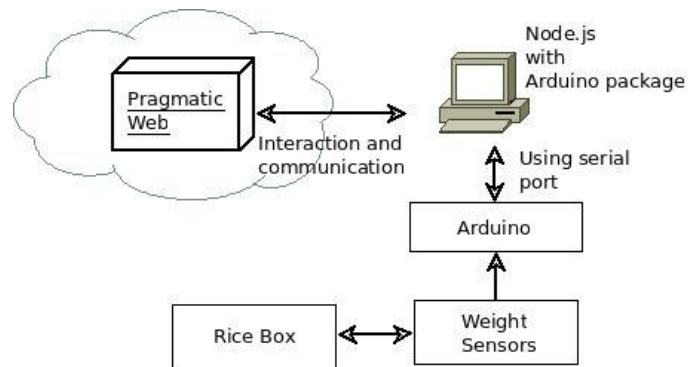 Node.js
with
Arduino package
Pragmatic
Web
Interaction and
communication
Using serial
port
Arduino
Rice Box
Weight
Sensors